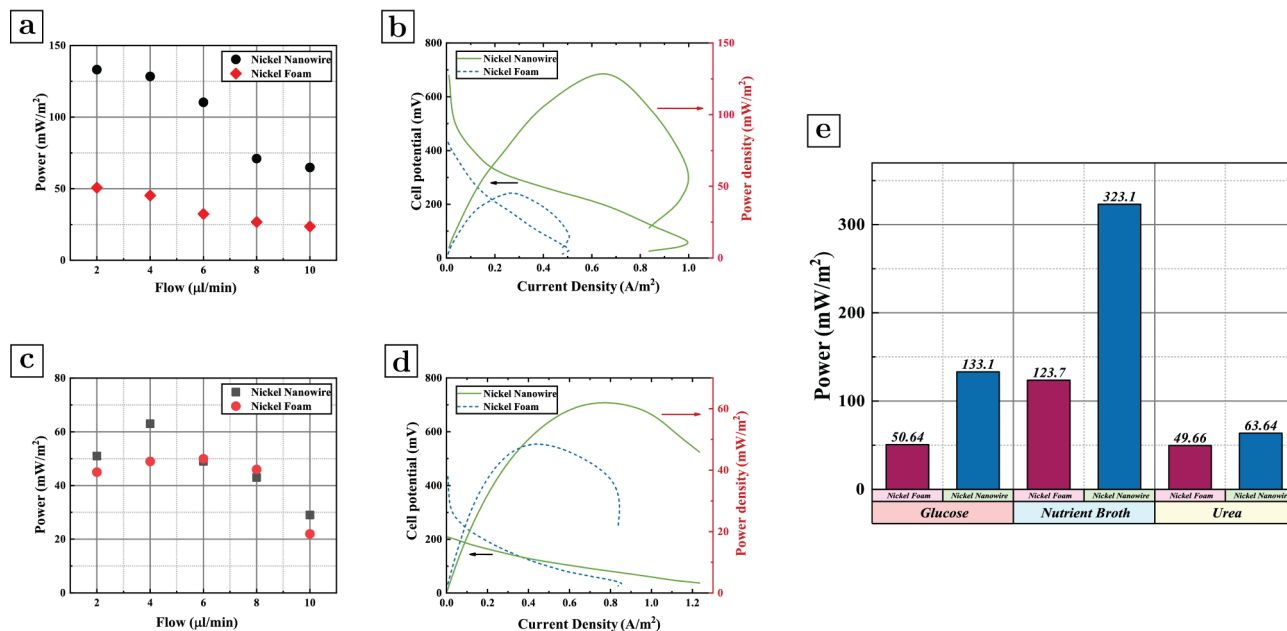 a
150
100
50
0
Power (mW/m²)
Nickel Nanowire
Nickel Foam
2 4 6 8 10
Flow (μl/min)
b
800
600
400
200
0
Cell potential (mV)
Nickel Nanowire
Nickel Foam
150
100
50
0
Power density (mW/m²)
0.0 0.2 0.4 0.6 0.8 1.0
Current Density (A/m²)
c
80
60
40
20
0
Power (mW/m²)
Nickel Nanowire
Nickel Foam
2 4 6 8 10
Flow (μl/min)
d
800
600
400
200
0
Cell potential (mV)
Nickel Nanowire
Nickel Foam
60
40
20
0
Power density (mW/m²)
0.0 0.2 0.4 0.6 0.8 1.0 1.2
Current Density (A/m²)
e
300
200
100
0
Power (mW/m²)
50.64
133.1
123.7
323.1
49.66
63.64
Nickel Foam Nickel Nanowire Nickel Foam Nickel Nanowire Nickel Foam Nickel Nanowire
Glucose Nutrient Broth Urea